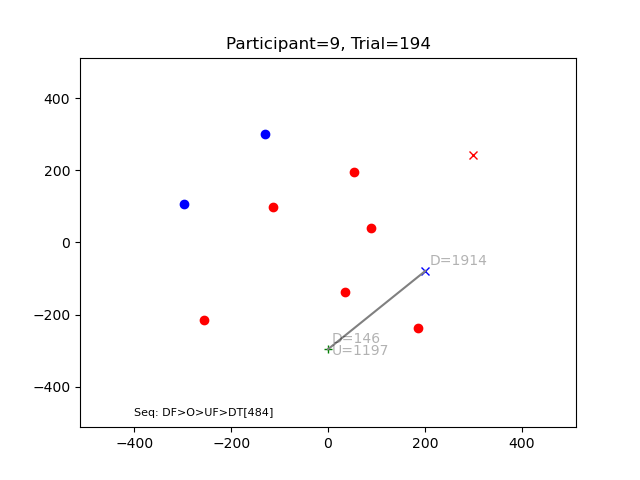 Participant=9, Trial=194
400
200
0
−200
−400
D=1914
D=146
U=1197
Seq: DF>O>UF>DT[484]
−400 −200 0 200 400